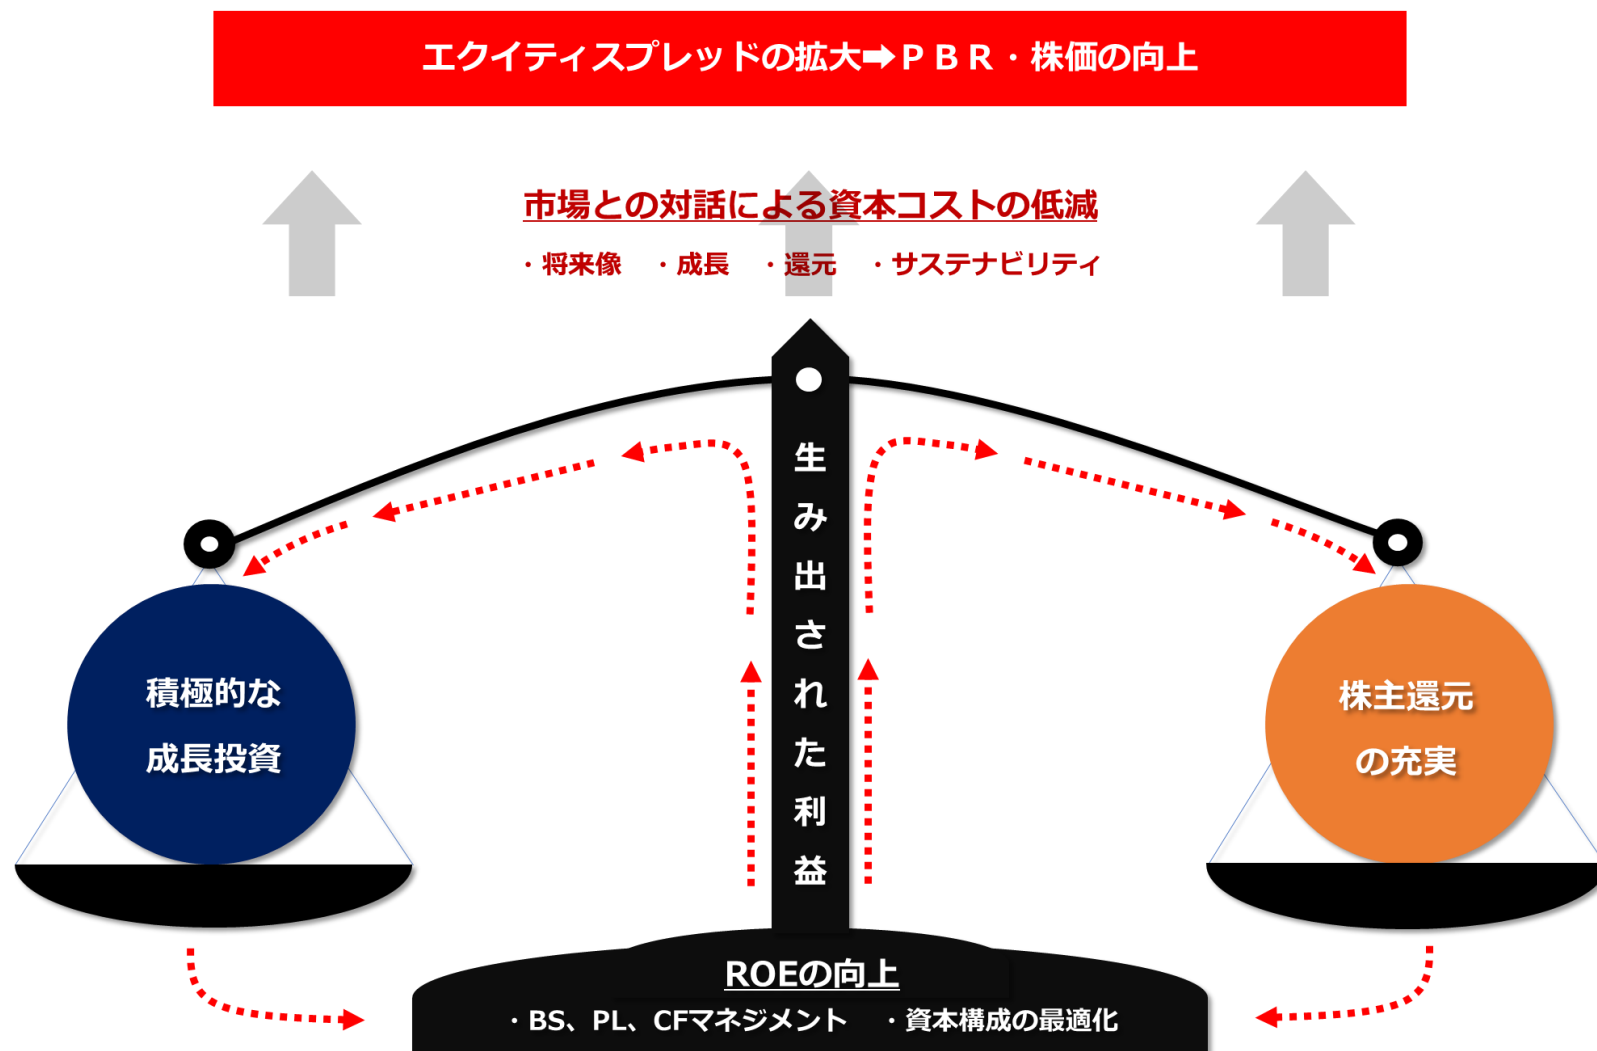 エクイティスプレッドの拡大➡ＰＢＲ・株価の向上
市場との対話による資本コストの低減
・将来像　・成長　・還元　・サステナビリティ
生み出された利益
積極的な
成長投資
株主還元
の充実
ROEの向上
・BS、PL、CFマネジメント　・資本構成の最適化